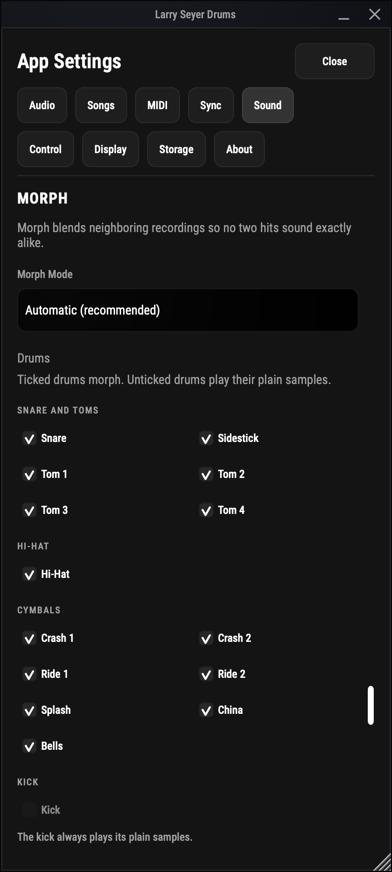 Larry Seyer Drums
App Settings
Close
Audio
Songs
MIDI
Sync
Sound
Control
Display
Storage
About
MORPH
Morph blends neighboring recordings so no two hits sound exactly
alike.
Morph Mode
Automatic (recommended)
Drums
Ticked drums morph. Unticked drums play their plain samples.
SNARE AND TOMS
Snare
Sidestick
Tom 1
Tom 2
Tom 3
Tom 4
HI-HAT
Hi-Hat
CYMBALS
Crash 1
Crash 2
Ride 1
Ride 2
Splash
China
Bells
KICK
Kick
The kick always plays its plain samples.